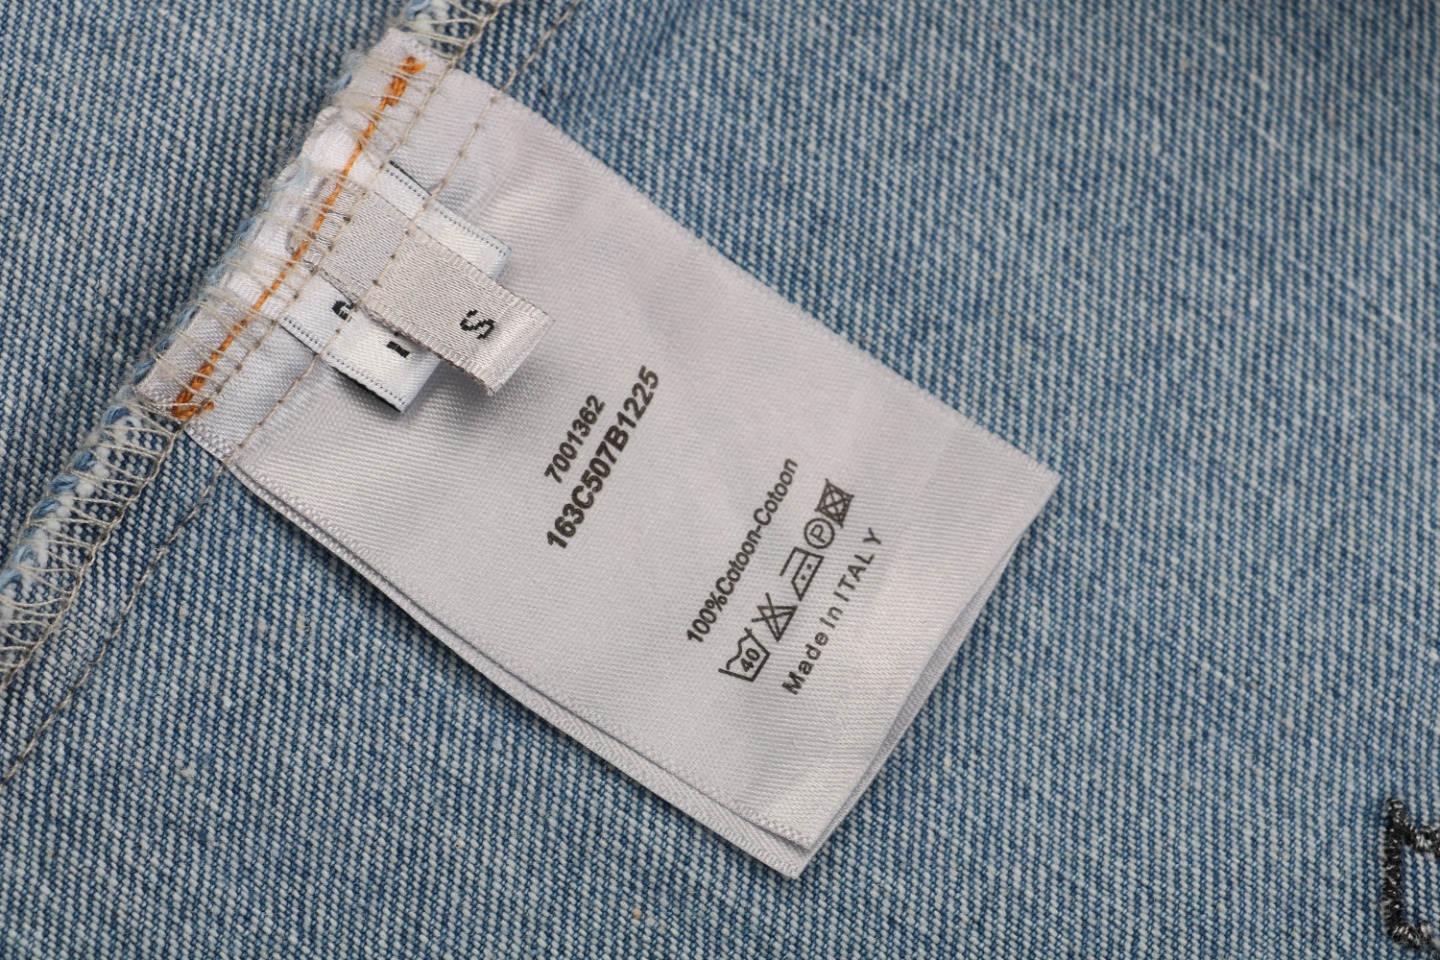 S
7001362
163C507B1225
100%Cotoon-Cotoon
40 P
Made In ITALY